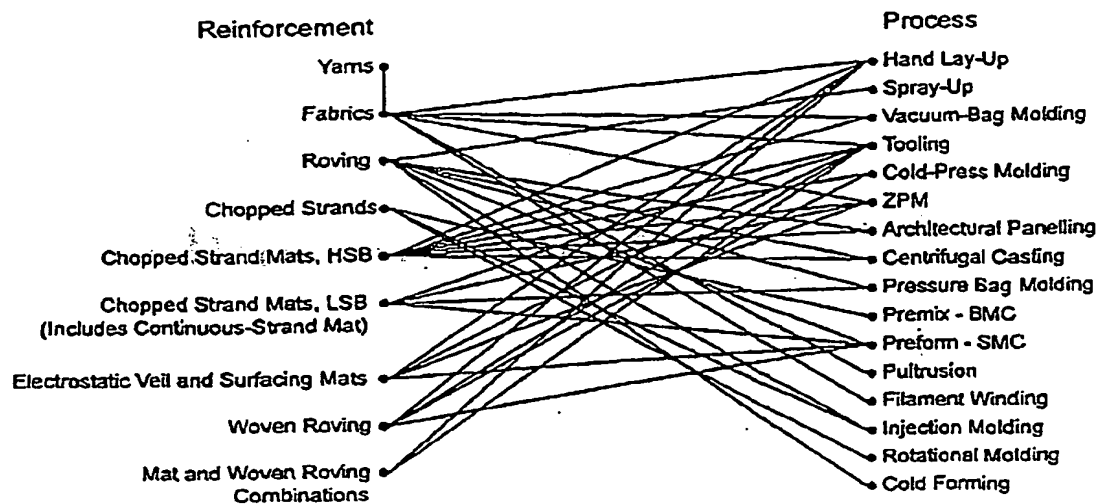 Reinforcement
Yarns
Fabrics
Roving
Chopped Strands
Chopped Strand Mats, HSB
Chopped Strand Mats, LSB
(Includes Continuous-Strand Mat)
Electrostatic Veil and Surfacing Mats
Woven Roving
Mat and Woven Roving
Combinations
Process
Hand Lay-Up
Spray-Up
Vacuum-Bag Molding
Tooling
Cold-Press Molding
ZPM
Architectural Panelling
Centrifugal Casting
Pressure Bag Molding
Premix - BMC
Preform - SMC
Pultrusion
Filament Winding
Injection Molding
Rotational Molding
Cold Forming